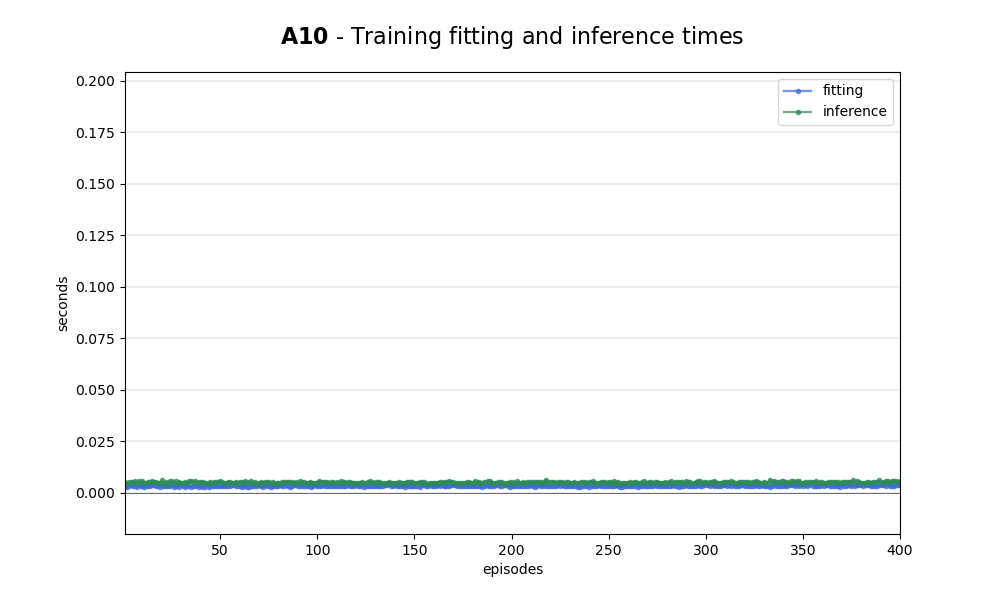 A10 - Training fitting and inference times
fitting
inference
0.200
0.175
0.150
0.125
0.100
0.075
0.050
0.025
0.000
seconds
50 100 150 200 250 300 350 400
episodes